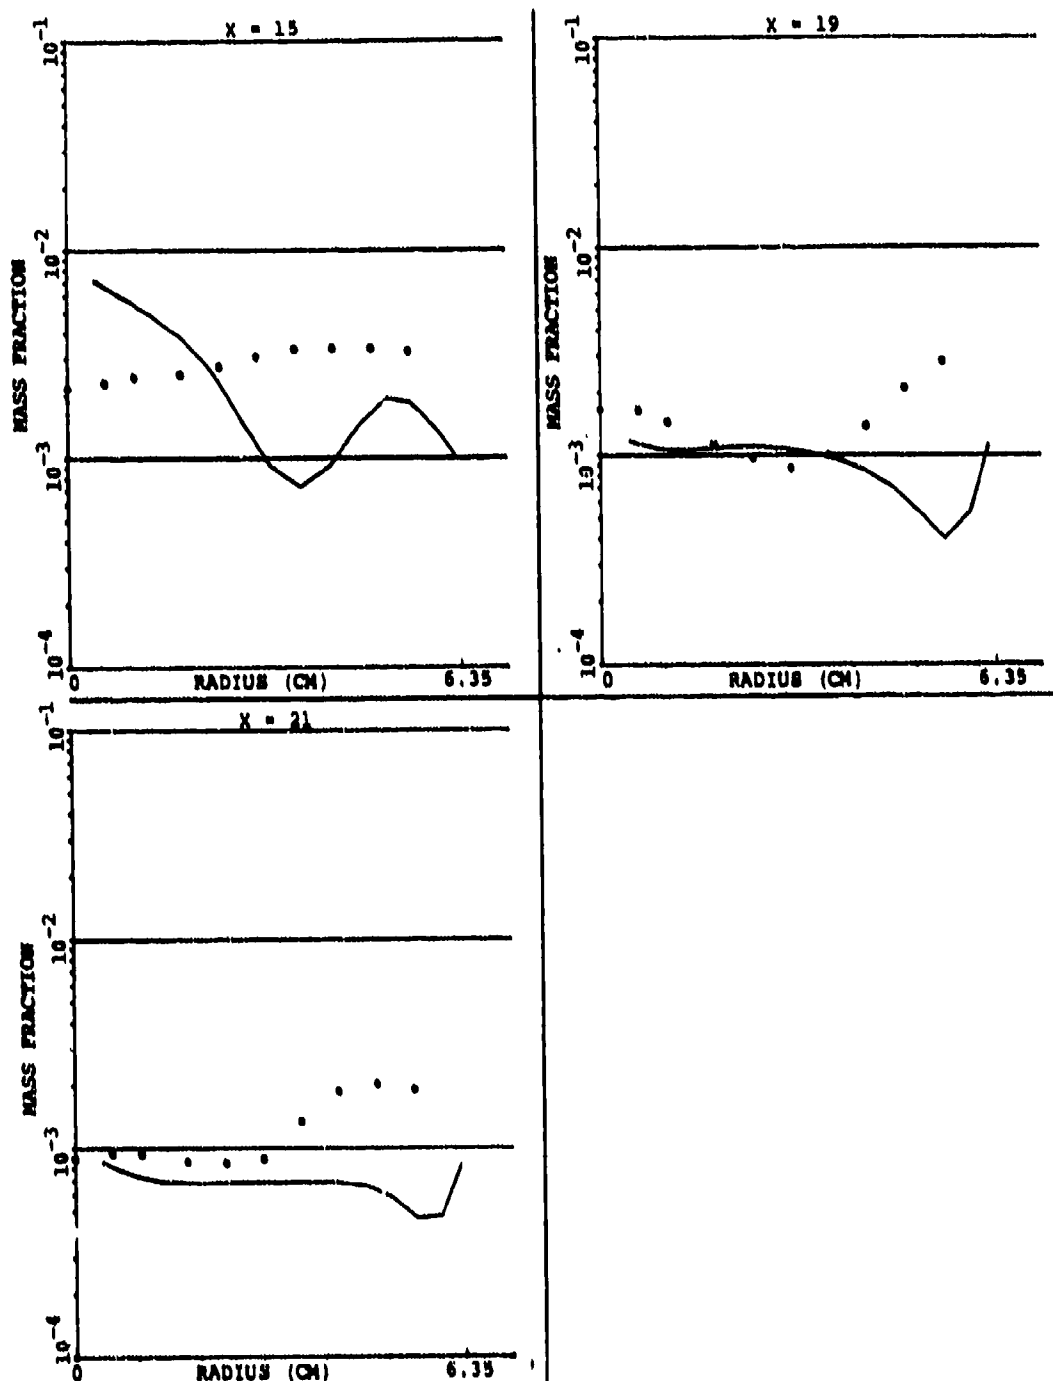 X = 15
10⁻¹
10⁻²
10⁻³
10⁻⁴
MASS FRACTION
0 RADIUS (CM) 6.35
X = 19
10⁻¹
10⁻²
10⁻³
10⁻⁴
MASS FRACTION
0 RADIUS (CM) 6.35
X = 21
10⁻¹
10⁻²
10⁻³
10⁻⁴
MASS FRACTION
0 RADIUS (CM) 6.35